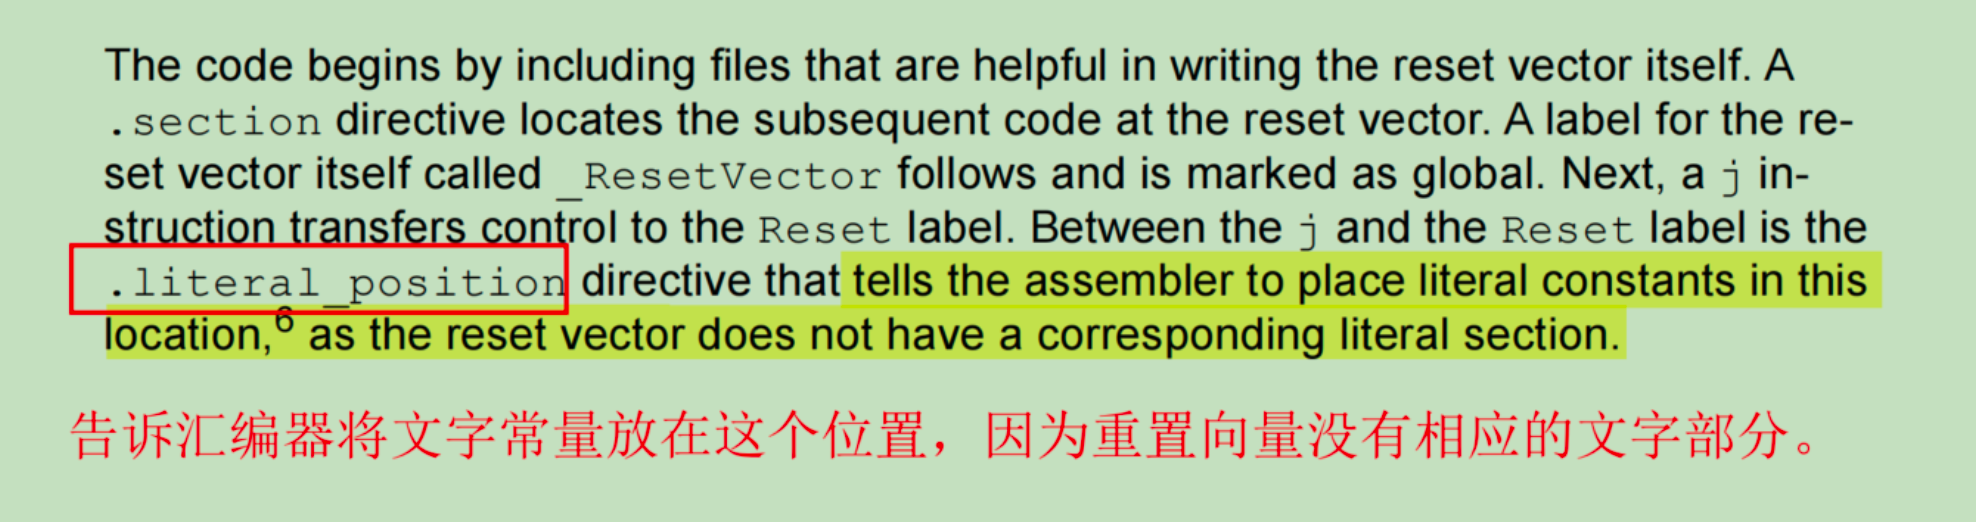 The code begins by including files that are helpful in writing the reset vector itself. A
.section directive locates the subsequent code at the reset vector. A label for the re-
set vector itself called _ResetVector follows and is marked as global. Next, a j in-
struction transfers control to the Reset label. Between the j and the Reset label is the
.literal_position directive that tells the assembler to place literal constants in this
location,6 as the reset vector does not have a corresponding literal section.
告诉汇编器将文字常量放在这个位置，因为重置向量没有相应的文字部分。